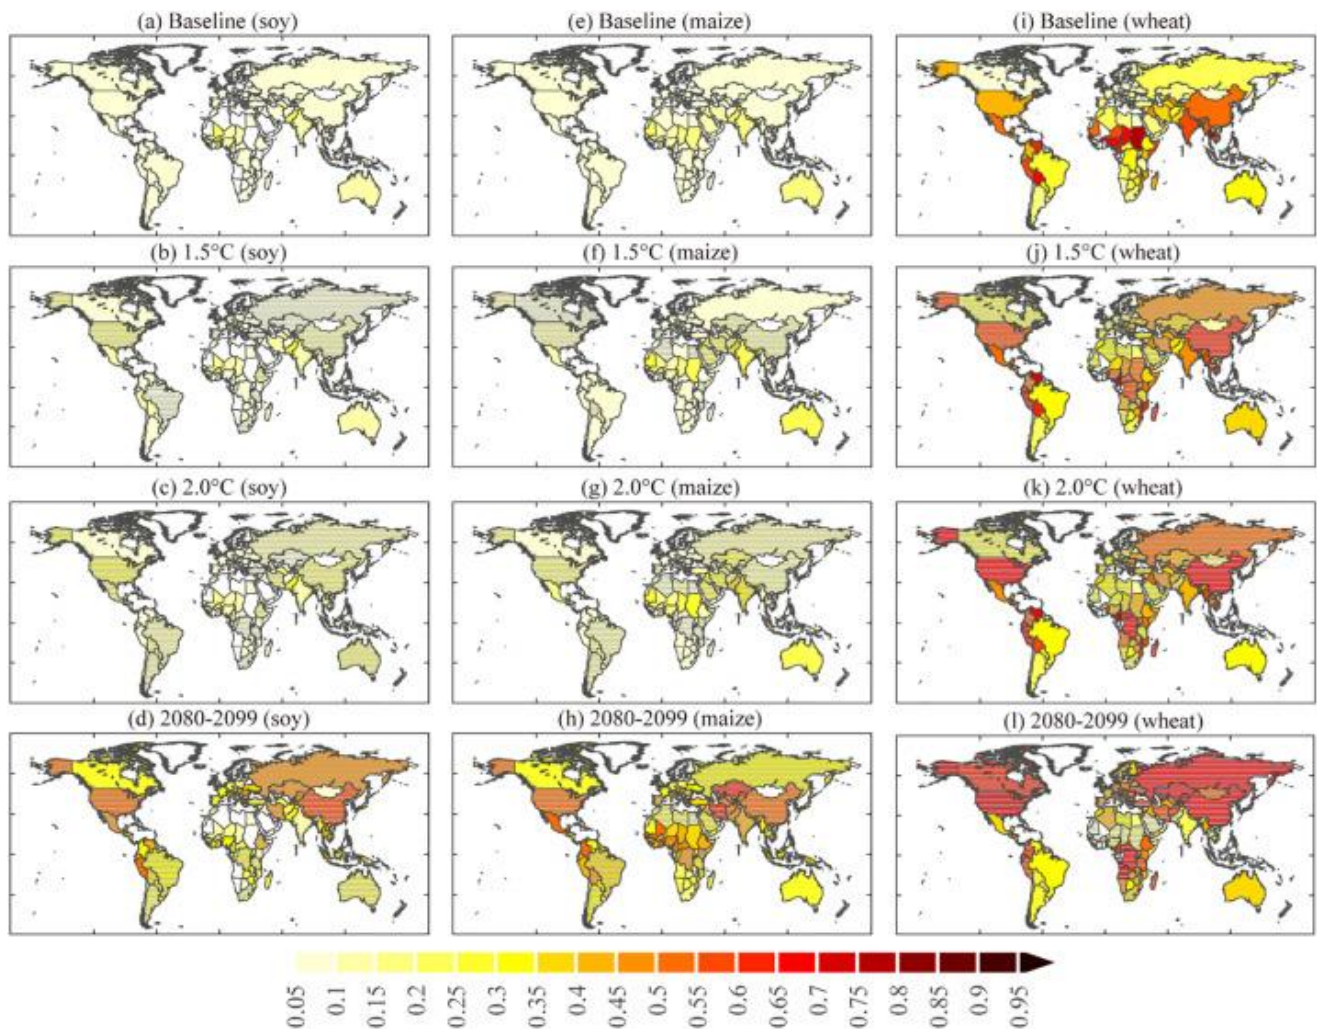 (a) Baseline (soy)
(e) Baseline (maize)
(i) Baseline (wheat)
(b) 1.5°C (soy)
(f) 1.5°C (maize)
(j) 1.5°C (wheat)
(c) 2.0°C (soy)
(g) 2.0°C (maize)
(k) 2.0°C (wheat)
(d) 2080-2099 (soy)
(h) 2080-2099 (maize)
(l) 2080-2099 (wheat)
0.05
0.1
0.15
0.2
0.25
0.3
0.35
0.4
0.45
0.5
0.55
0.6
0.65
0.7
0.75
0.8
0.85
0.9
0.95